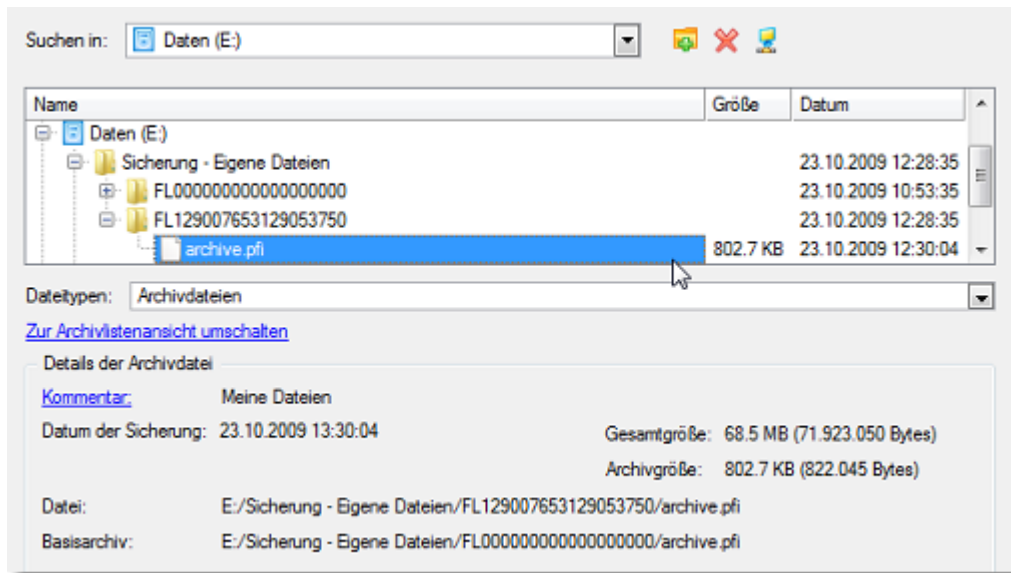 Suchen in: Daten (E:)
Name Größe Datum
Daten (E:)
Sicherung - Eigene Dateien 23.10.2009 12:28:35
FL000000000000000000 23.10.2009 10:53:35
FL129007653129053750 23.10.2009 12:28:35
archive.pfi 802.7 KB 23.10.2009 12:30:04
Dateitypen: Archivdateien
Zur Archivlistenansicht umschalten
Details der Archivdatei
Kommentar: Meine Dateien
Datum der Sicherung: 23.10.2009 13:30:04
Gesamtgröße: 68.5 MB (71.923.050 Bytes)
Archivgröße: 802.7 KB (822.045 Bytes)
Datei: E:/Sicherung - Eigene Dateien/FL129007653129053750/archive.pfi
Basisarchiv: E:/Sicherung - Eigene Dateien/FL000000000000000000/archive.pfi